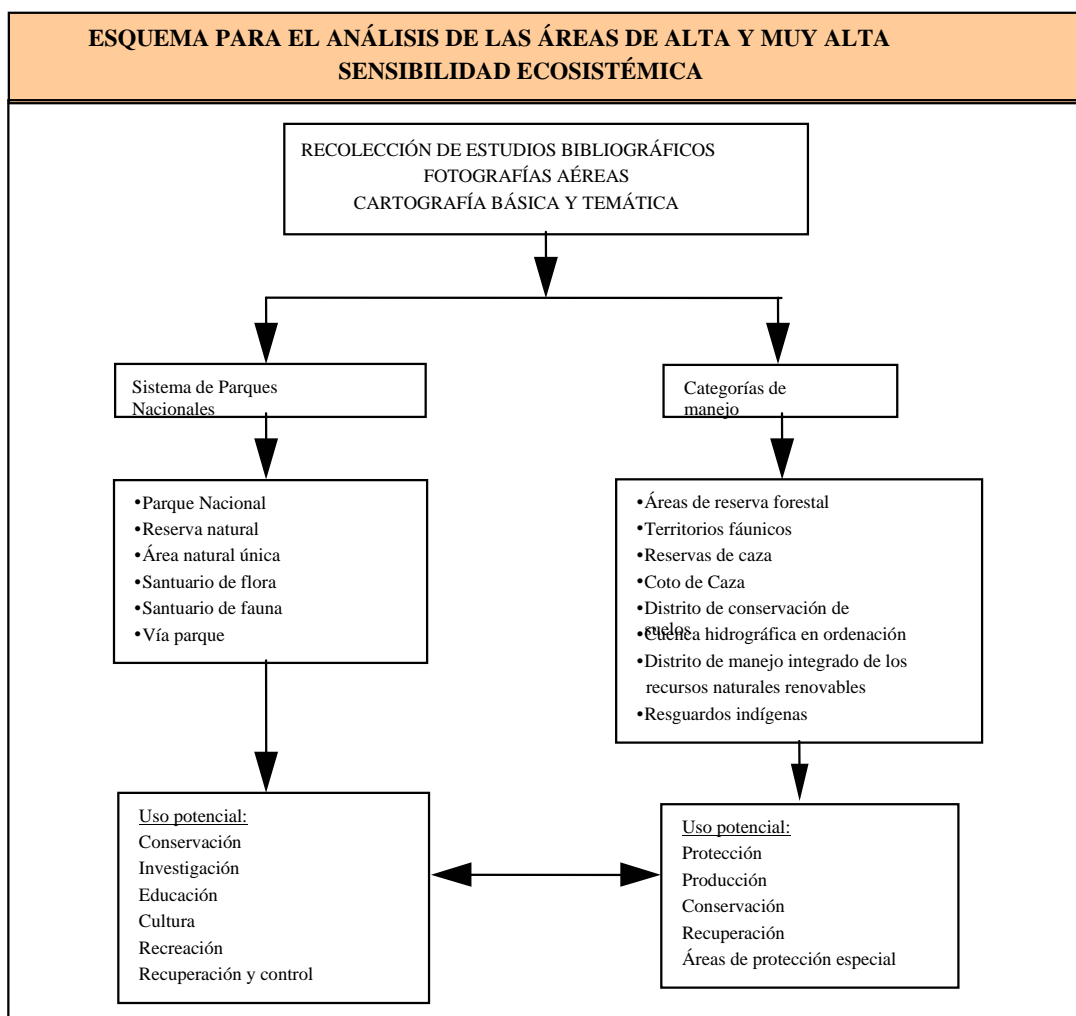 ESQUEMA PARA EL ANÁLISIS DE LAS ÁREAS DE ALTA Y MUY ALTA
SENSIBILIDAD ECOSISTÉMICA
RECOLECCIÓN DE ESTUDIOS BIBLIOGRÁFICOS
FOTOGRAFÍAS AÉREAS
CARTOGRAFÍA BÁSICA Y TEMÁTICA
Sistema de Parques
Nacionales
•Parque Nacional
•Reserva natural
•Área natural única
•Santuario de flora
•Santuario de fauna
•Vía parque
Uso potencial:
Conservación
Investigación
Educación
Cultura
Recreación
Recuperación y control
Categorías de
manejo
•Áreas de reserva forestal
•Territorios fáunicos
•Reservas de caza
•Coto de Caza
•Distrito de conservación de
suelos
•Cuenca hidrográfica en ordenación
•Distrito de manejo integrado de los
recursos naturales renovables
•Resguardos indígenas
Uso potencial:
Protección
Producción
Conservación
Recuperación
Áreas de protección especial